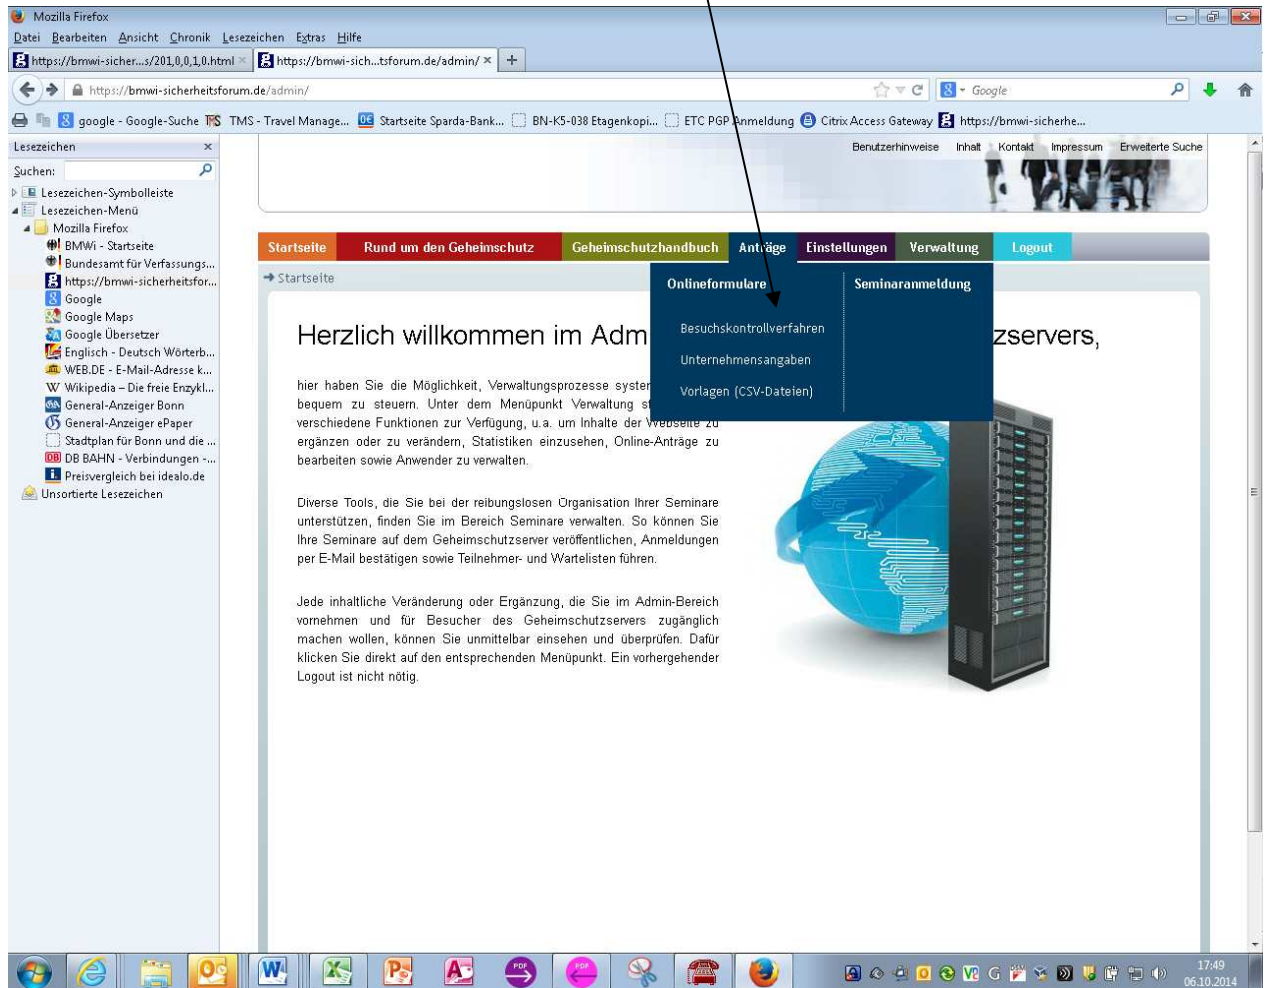 Mozilla Firefox
Datei Bearbeiten Ansicht Chronik Lesezeichen Extras Hilfe
https://bmwi-sicher...s/201,0,0,1,0.html × https://bmwi-sich...tsforum.de/admin/ × +
https://bmwi-sicherheitsforum.de/admin/ Google
google - Google-Suche TMS - Travel Manage... Startseite Sparda-Bank... BN-K5-038 Etagenkopi... ETC PGP Anmeldung Citrix Access Gateway https://bmwi-sicherhe...
Lesezeichen ×
Suchen:
Lesezeichen-Symbolleiste
Lesezeichen-Menü
Mozilla Firefox
BMWi - Startseite
Bundesamt für Verfassungs...
https://bmwi-sicherheitsfor...
Google
Google Maps
Google Übersetzer
Englisch - Deutsch Wörterb...
WEB.DE - E-Mail-Adresse k...
Wikipedia – Die freie Enzykl...
General-Anzeiger Bonn
General-Anzeiger ePaper
Stadtplan für Bonn und die ...
DB BAHN - Verbindungen -...
Preisvergleich bei idealo.de
Unsortierte Lesezeichen
Benutzerhinweise Inhalt Kontakt Impressum Erweiterte Suche
Startseite Rund um den Geheimschutz Geheimschutzhandbuch Anträge Einstellungen Verwaltung Logout
Startseite
Onlineformulare Seminaranmeldung
Besuchskontrollverfahren
Unternehmensangaben
Vorlagen (CSV-Dateien)
Herzlich willkommen im Adm zservers,
hier haben Sie die Möglichkeit, Verwaltungsprozesse syste
bequem zu steuern. Unter dem Menüpunkt Verwaltung s
verschiedene Funktionen zur Verfügung, u.a. um Inhalte der Webseite zu
ergänzen oder zu verändern, Statistiken einzusehen, Online-Anträge zu
bearbeiten sowie Anwender zu verwalten.
Diverse Tools, die Sie bei der reibungslosen Organisation Ihrer Seminare
unterstützen, finden Sie im Bereich Seminare verwalten. So können Sie
Ihre Seminare auf dem Geheimschutzserver veröffentlichen, Anmeldungen
per E-Mail bestätigen sowie Teilnehmer- und Wartelisten führen.
Jede inhaltliche Veränderung oder Ergänzung, die Sie im Admin-Bereich
vornehmen und für Besucher des Geheimschutzservers zugänglich
machen wollen, können Sie unmittelbar einsehen und überprüfen. Dafür
klicken Sie direkt auf den entsprechenden Menüpunkt. Ein vorhergehender
Logout ist nicht nötig.
17:49
06.10.2014